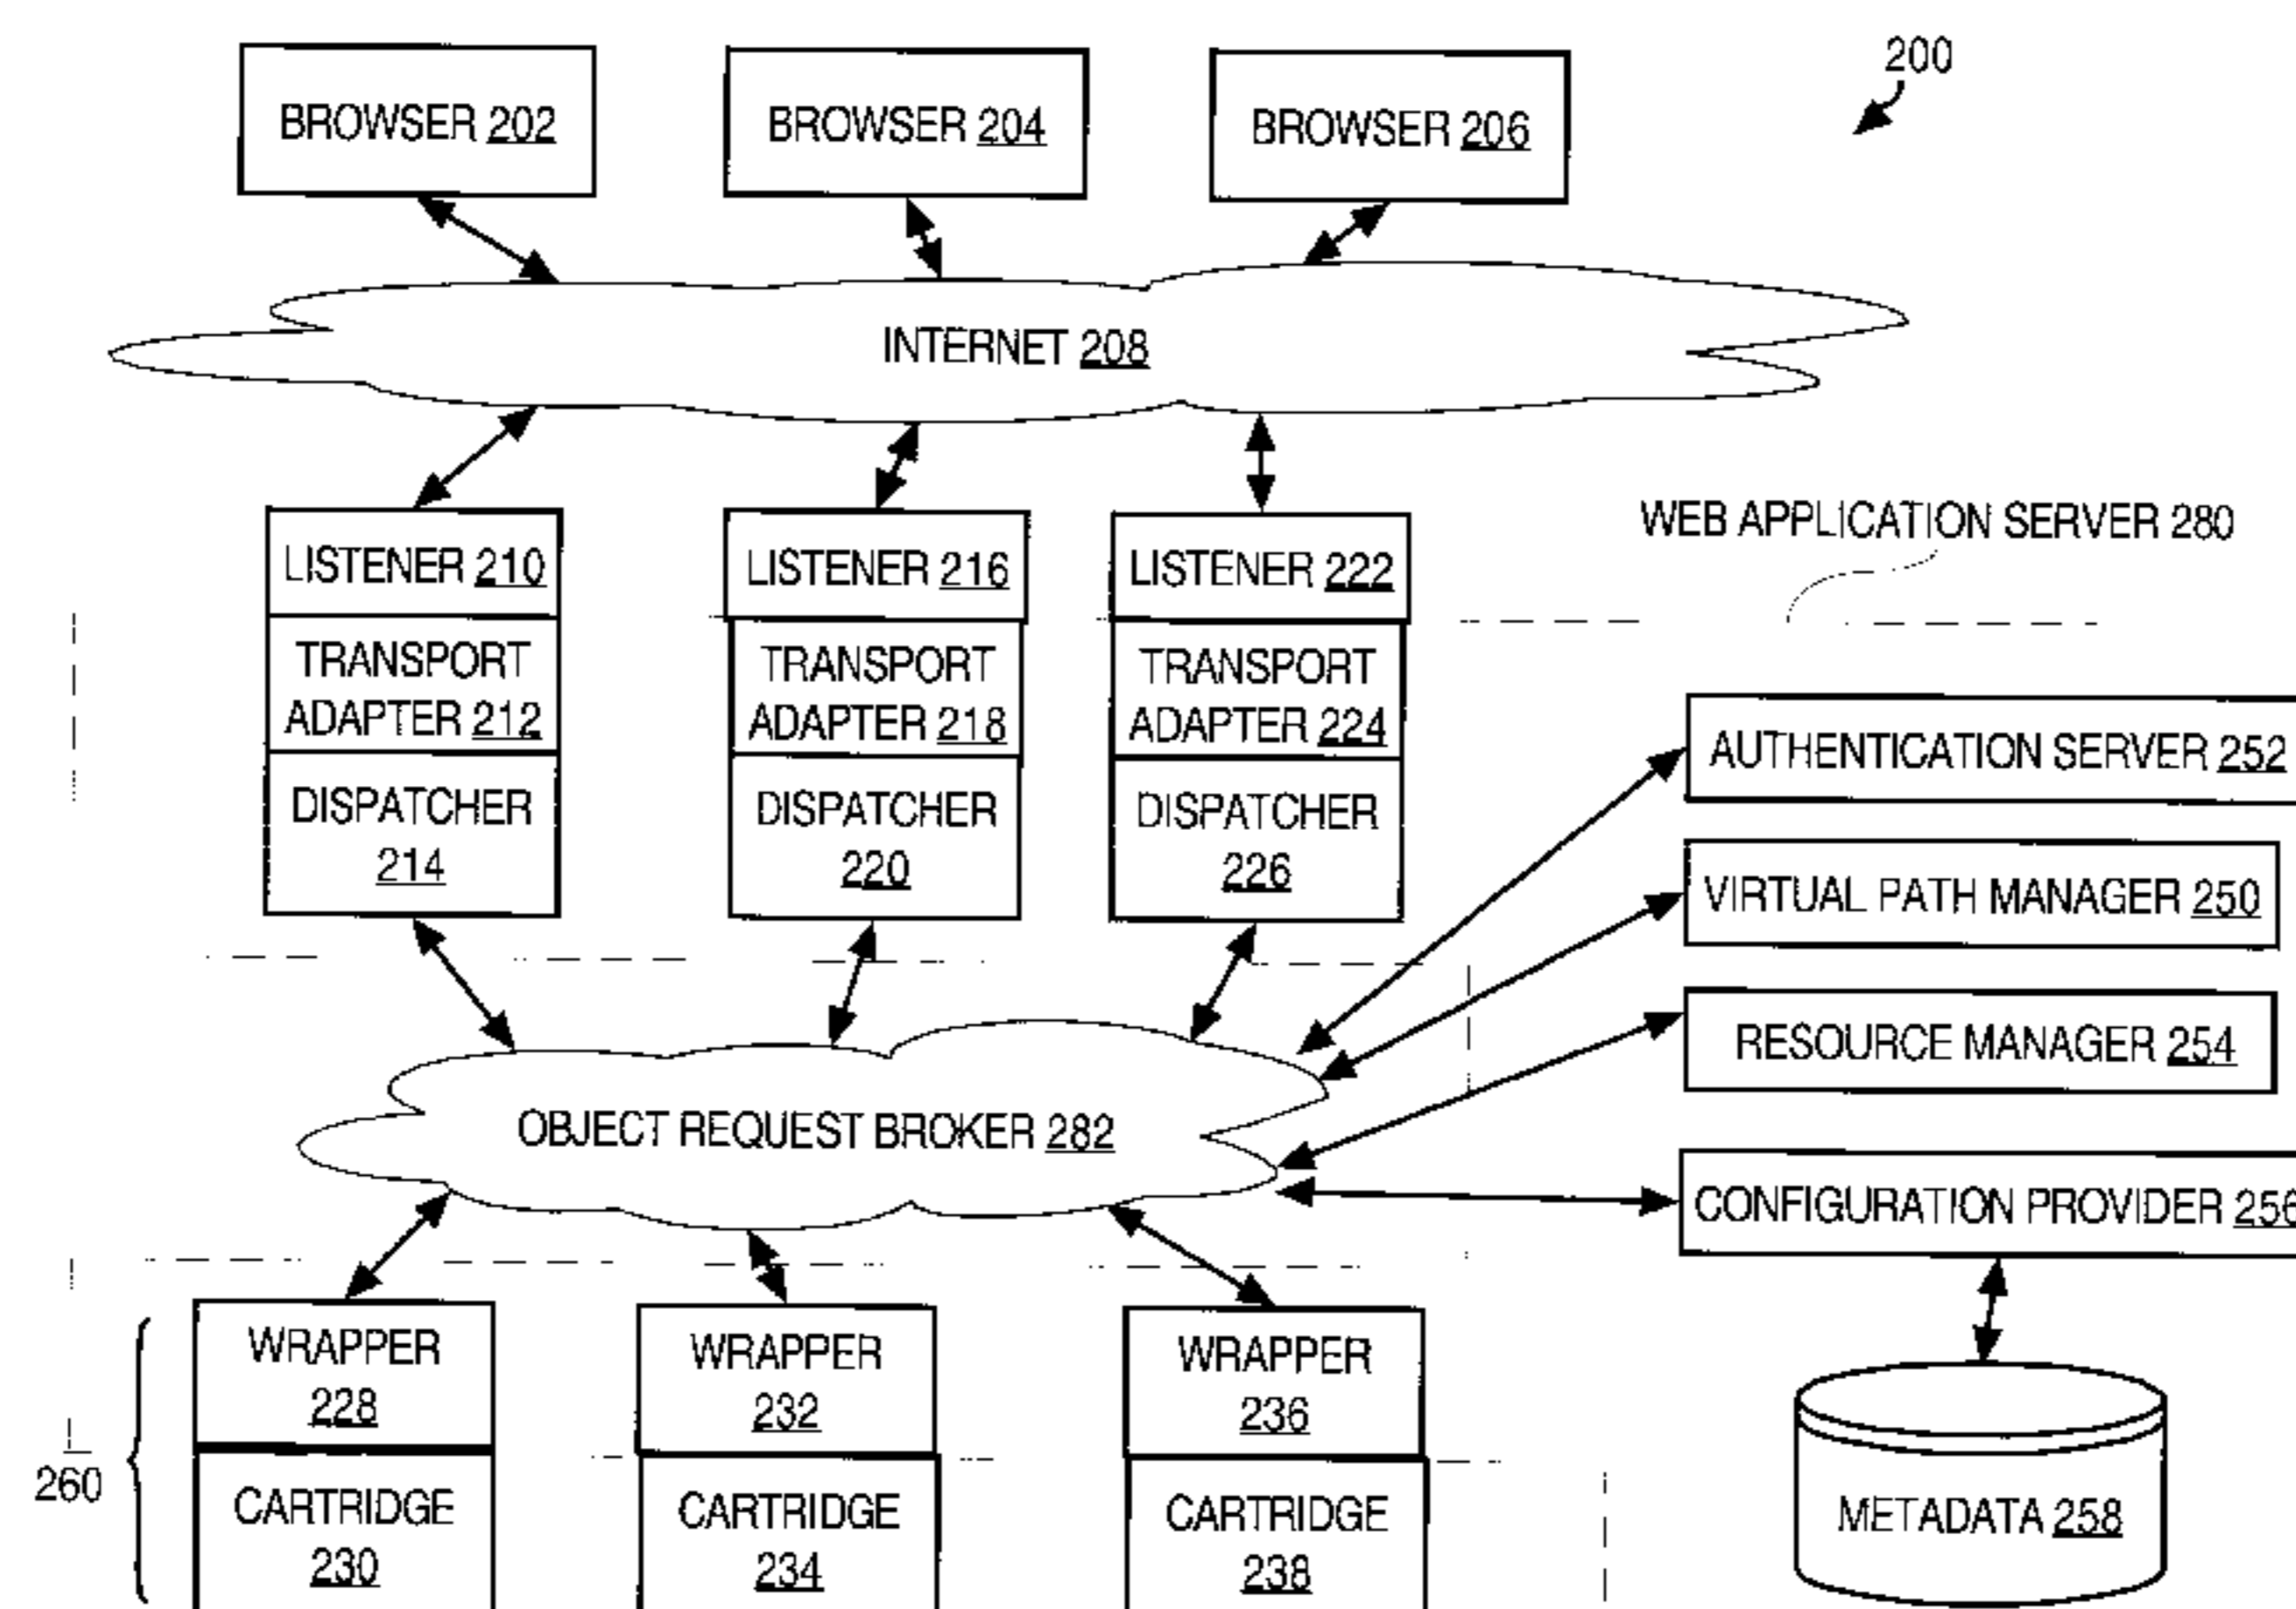 200
BROWSER 202
BROWSER 204
BROWSER 206
INTERNET 208
WEB APPLICATION SERVER 280
LISTENER 210
TRANSPORT
ADAPTER 212
DISPATCHER
214
LISTENER 216
TRANSPORT
ADAPTER 218
DISPATCHER
220
LISTENER 222
TRANSPORT
ADAPTER 224
DISPATCHER
226
AUTHENTICATION SERVER 252
VIRTUAL PATH MANAGER 250
RESOURCE MANAGER 254
CONFIGURATION PROVIDER 256
OBJECT REQUEST BROKER 282
260
WRAPPER
228
CARTRIDGE
230
WRAPPER
232
CARTRIDGE
234
WRAPPER
236
CARTRIDGE
238
METADATA 258